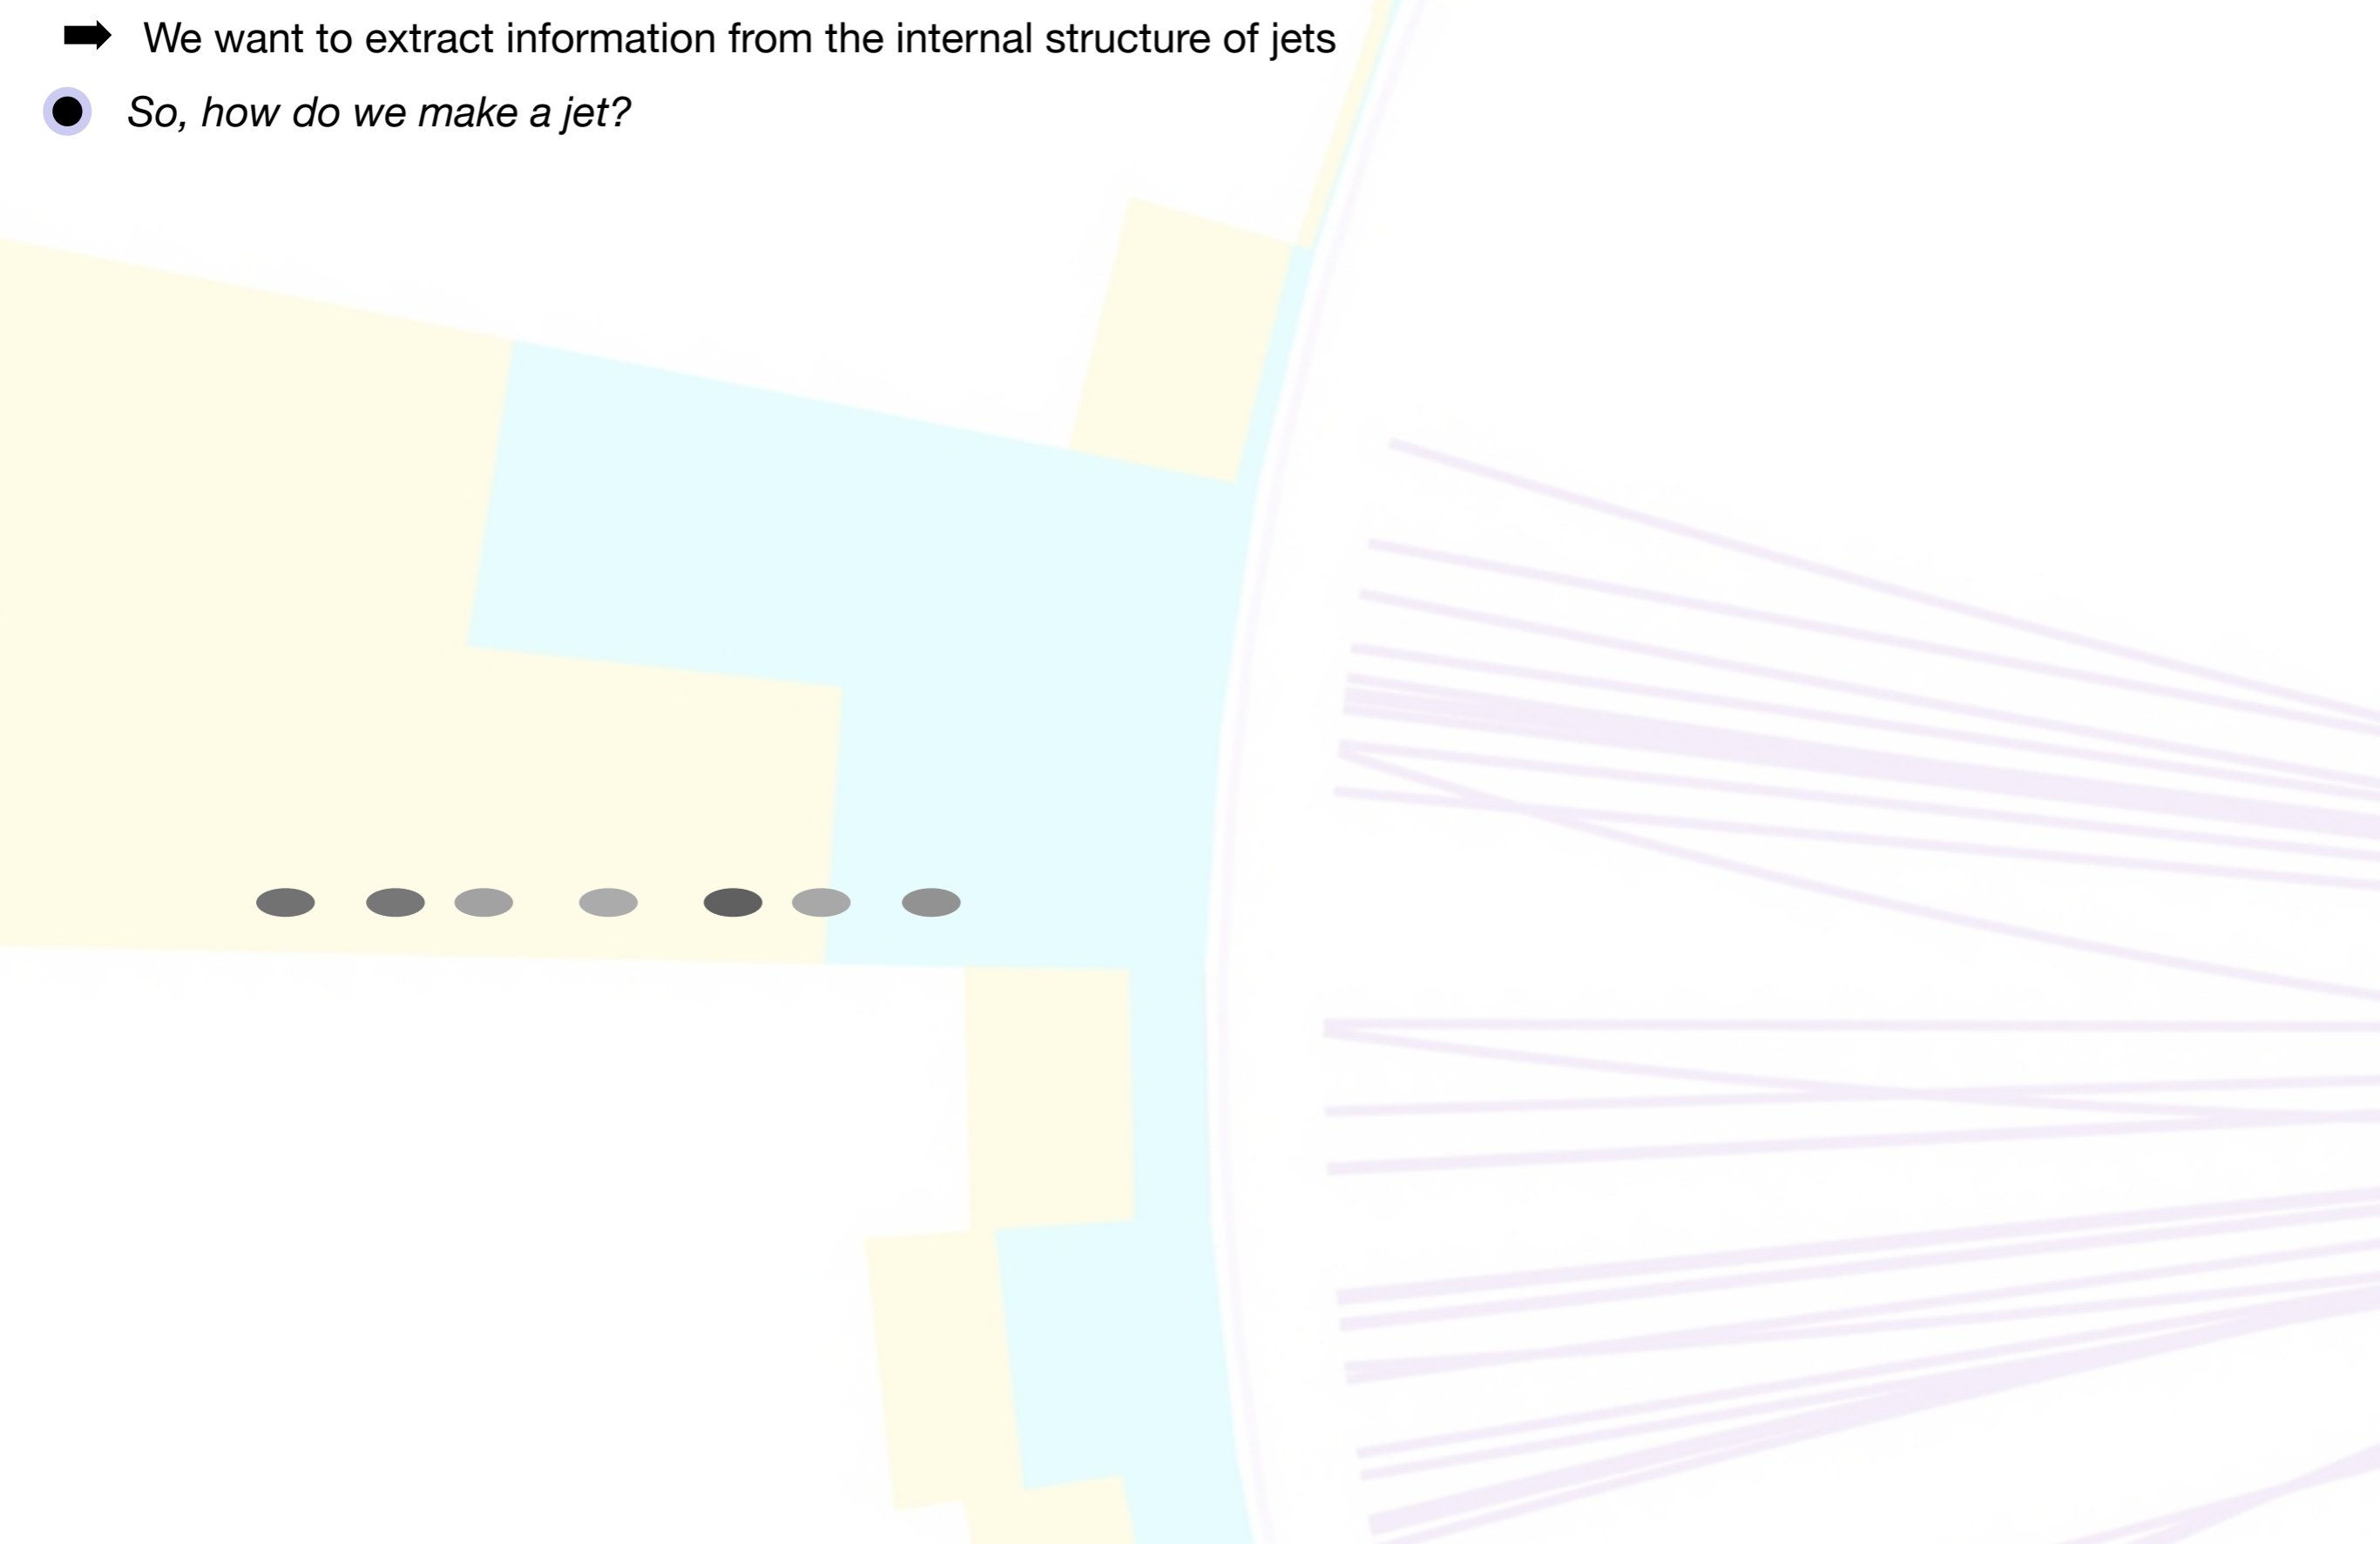 We want to extract information from the internal structure of jets
So, how do we make a jet?